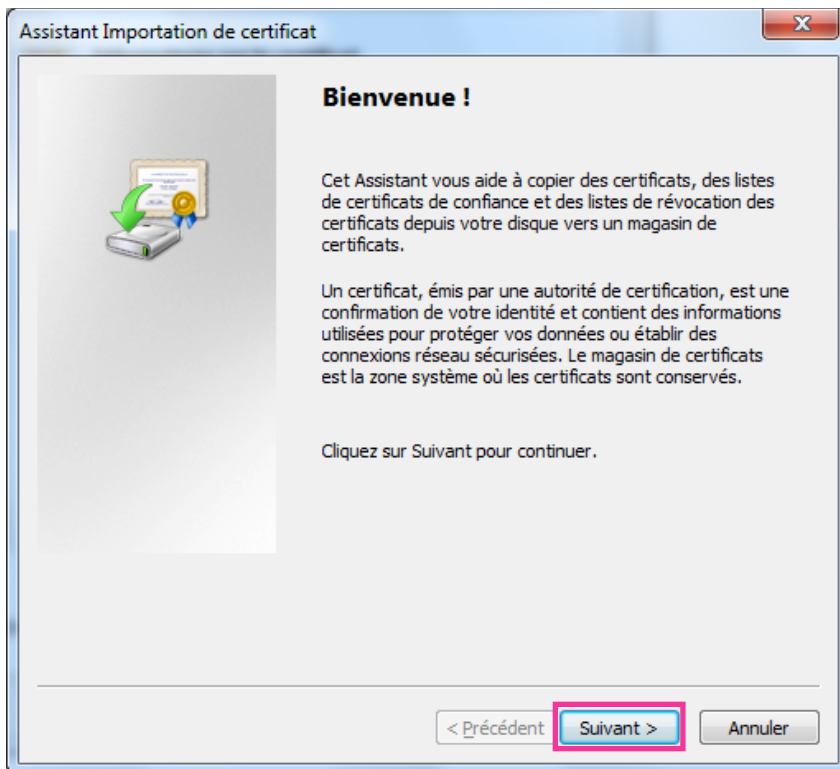 Assistant Importation de certificat
Bienvenue !
Cet Assistant vous aide à copier des certificats, des listes
de certificats de confiance et des listes de révocation des
certificats depuis votre disque vers un magasin de
certificats.
Un certificat, émis par une autorité de certification, est une
confirmation de votre identité et contient des informations
utilisées pour protéger vos données ou établir des
connexions réseau sécurisées. Le magasin de certificats
est la zone système où les certificats sont conservés.
Cliquez sur Suivant pour continuer.
< Précédent Suivant > Annuler